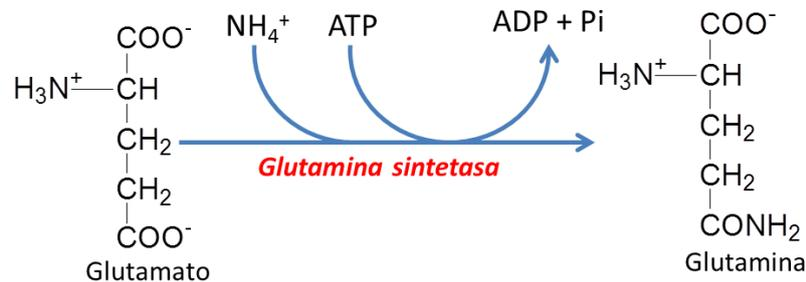 COO⁻
H₃N⁺ CH
CH₂
CH₂
COO⁻
Glutamato
NH₄⁺ ATP ADP + Pi
Glutamina sintetasa
COO⁻
H₃N⁺ CH
CH₂
CH₂
CONH₂
Glutamina